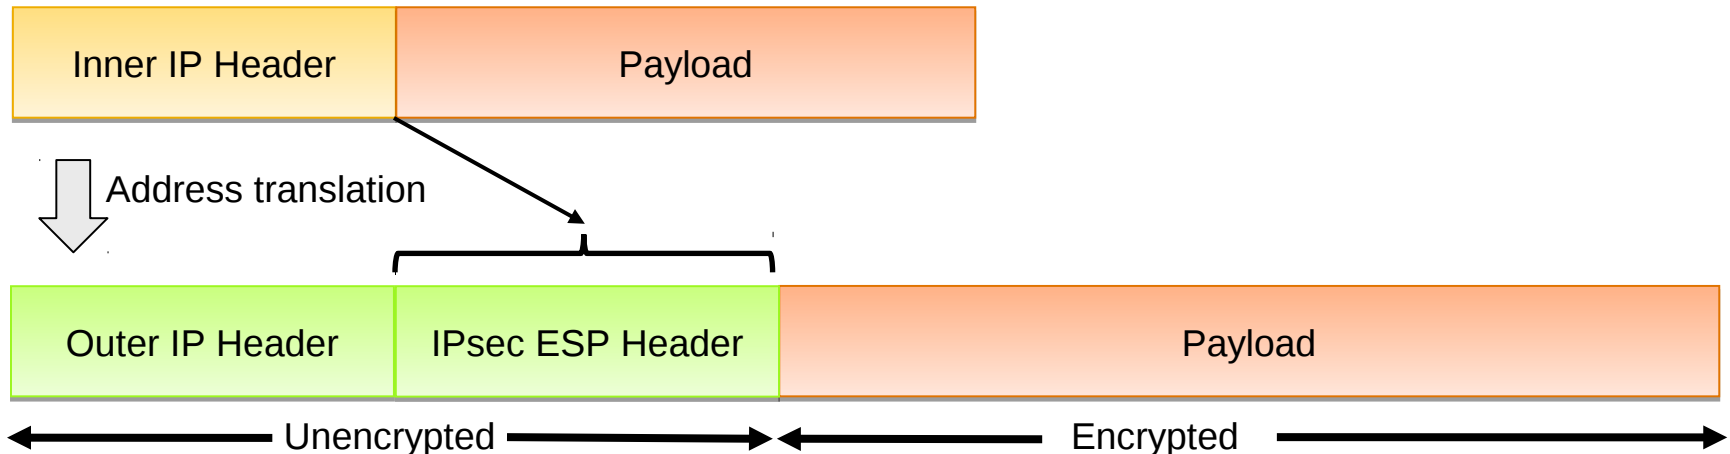 Inner IP Header
Payload
Address translation
Outer IP Header
IPsec ESP Header
Payload
Unencrypted
Encrypted